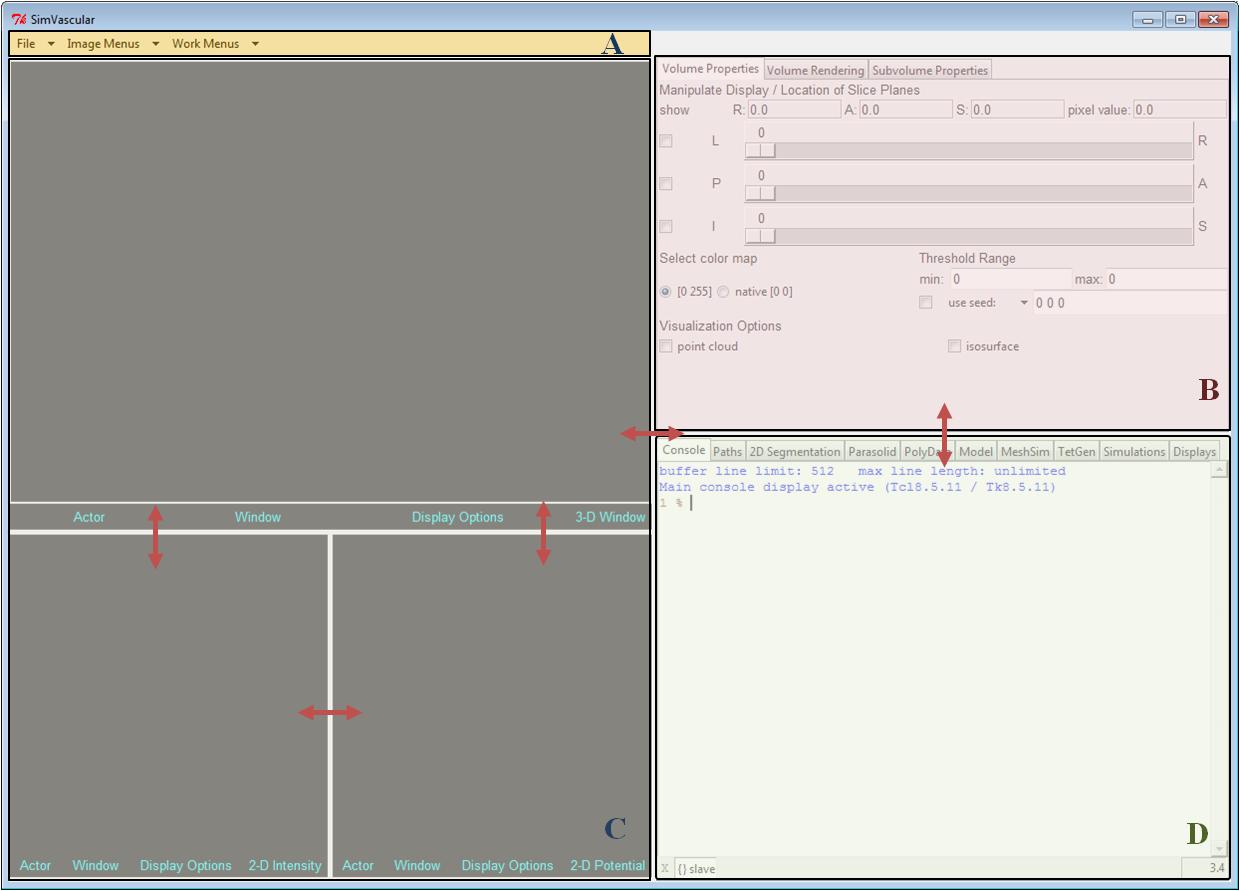 SimVascular
File Image Menus Work Menus
A
Volume Properties Volume Rendering Subvolume Properties
Manipulate Display / Location of Slice Planes
show R: 0.0 A: 0.0 S: 0.0 pixel value: 0.0
0
L R
0
P A
0
I S
Select color map Threshold Range
min: 0 max: 0
[0 255] native [0 0]
use seed: 0 0 0
Visualization Options
point cloud isosurface
B
Console Paths 2D Segmentation Parasolid Model MeshSim TetGen Simulations Displays
buffer line limit: 512 max line length: unlimited
Main console display active (Tcl8.5.11 / Tk8.5.11)
1 %
Actor Window Display Options 3-D Window
C
D
Actor Window Display Options 2-D Intensity Actor Window Display Options 2-D Potential
X {} slave 3.4